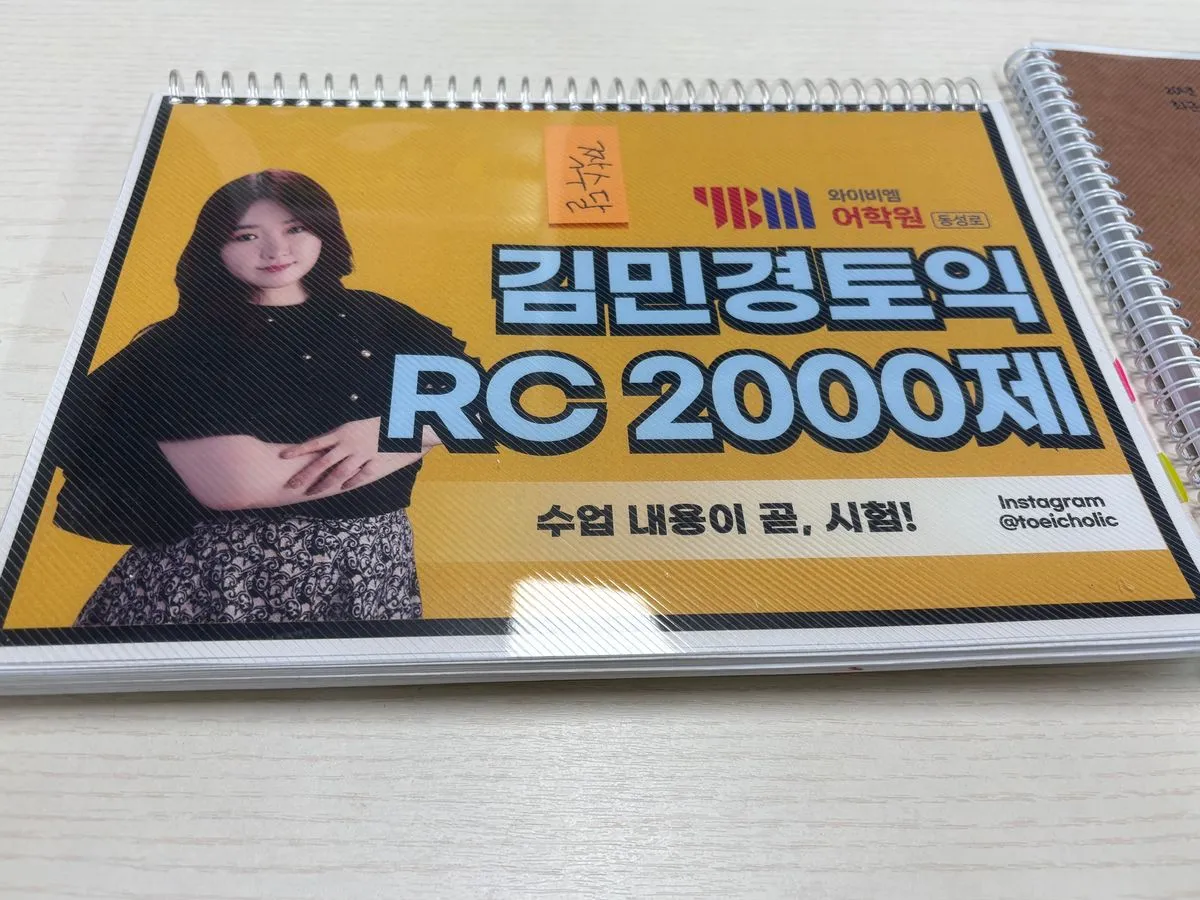 YBM 와이비엠
어학원 동성로
김민경토익
RC 2000제
수업 내용이 곧, 시험!
Instagram
@toeicholic